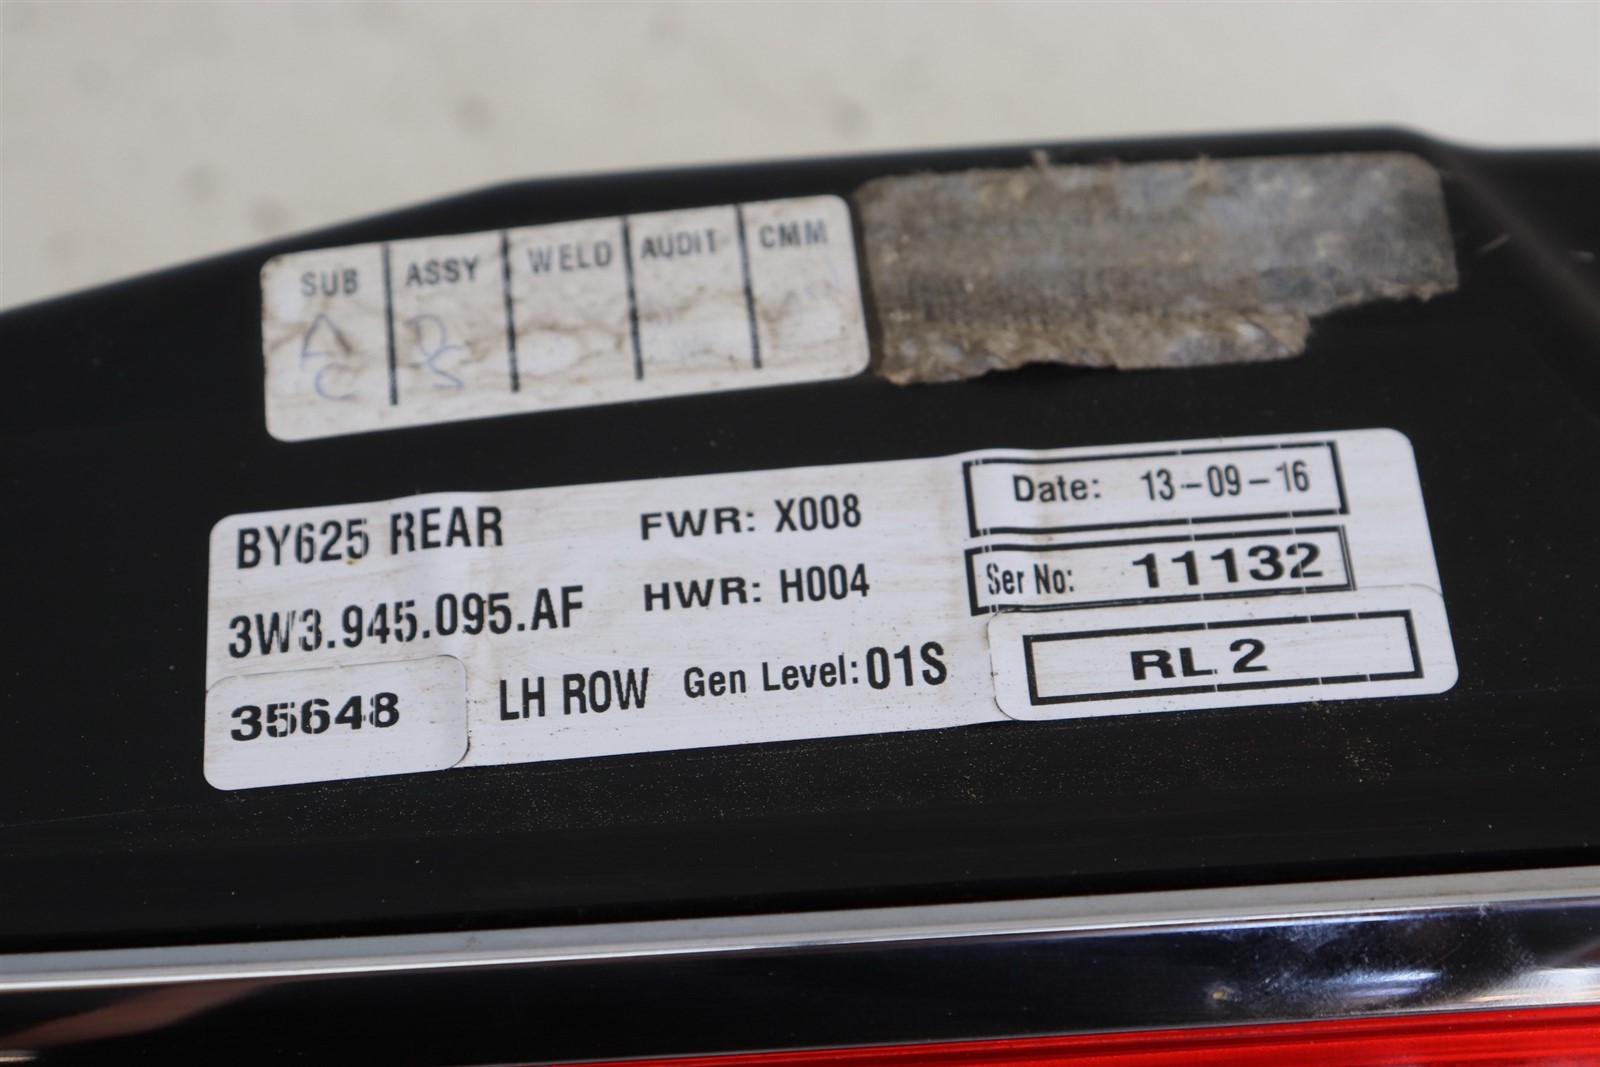 SUB ASSY WELD AUDIT CMM
A D
C S
BY625 REAR FWR: X008 Date: 13-09-16
3W3.945.095.AF HWR: H004 Ser No: 11132
35648 LH ROW Gen Level: 01S RL 2